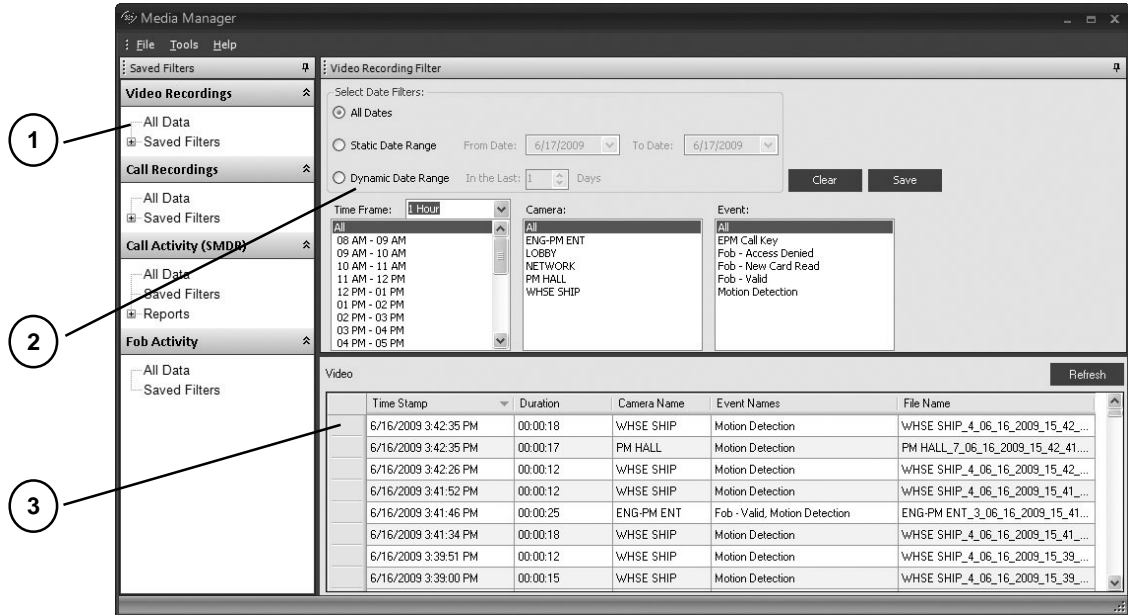 Media Manager
File Tools Help
Saved Filters
Video Recordings
All Data
Saved Filters
Call Recordings
All Data
Saved Filters
Call Activity (SMDR)
All Data
Saved Filters
Reports
Fob Activity
All Data
Saved Filters
1
2
3
Video Recording Filter
Select Date Filters:
All Dates
Static Date Range From Date: 6/17/2009 To Date: 6/17/2009
Dynamic Date Range In the Last: 1 Days
Clear Save
Time Frame: 1 Hour
All
08 AM - 09 AM
09 AM - 10 AM
10 AM - 11 AM
11 AM - 12 PM
12 PM - 01 PM
01 PM - 02 PM
02 PM - 03 PM
03 PM - 04 PM
04 PM - 05 PM
Camera:
All
ENG-PM ENT
LOBBY
NETWORK
PM HALL
WHSE SHIP
Event:
All
EPM Call Key
Fob - Access Denied
Fob - New Card Read
Fob - Valid
Motion Detection
Video Refresh
Time Stamp Duration Camera Name Event Names File Name
6/16/2009 3:42:35 PM 00:00:18 WHSE SHIP Motion Detection WHSE SHIP_4_06_16_2009_15_42_...
6/16/2009 3:42:35 PM 00:00:17 PM HALL Motion Detection PM HALL_7_06_16_2009_15_42_41....
6/16/2009 3:42:26 PM 00:00:12 WHSE SHIP Motion Detection WHSE SHIP_4_06_16_2009_15_42_...
6/16/2009 3:41:52 PM 00:00:12 WHSE SHIP Motion Detection WHSE SHIP_4_06_16_2009_15_41_...
6/16/2009 3:41:46 PM 00:00:25 ENG-PM ENT Fob - Valid, Motion Detection ENG-PM ENT_3_06_16_2009_15_41...
6/16/2009 3:41:34 PM 00:00:18 WHSE SHIP Motion Detection WHSE SHIP_4_06_16_2009_15_41_...
6/16/2009 3:39:51 PM 00:00:12 WHSE SHIP Motion Detection WHSE SHIP_4_06_16_2009_15_39_...
6/16/2009 3:39:00 PM 00:00:15 WHSE SHIP Motion Detection WHSE SHIP_4_06_16_2009_15_39_...